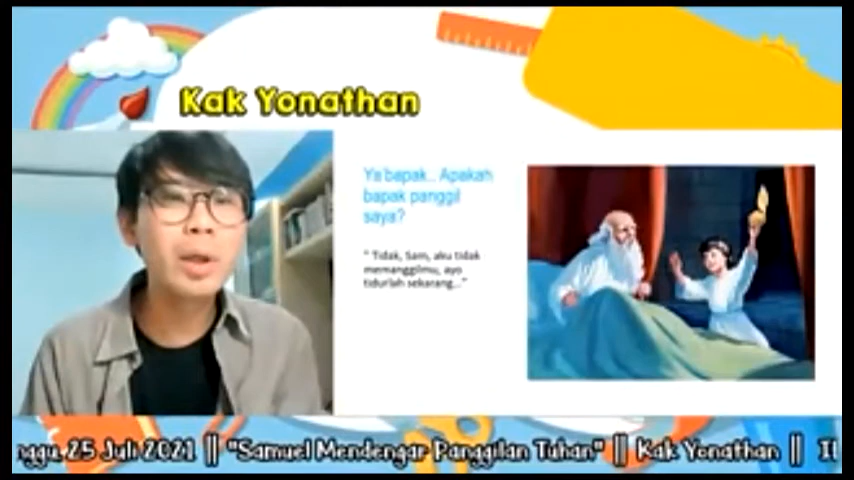 Kak Yonathan
Ya bapak.. Apakah
bapak panggil
saya?
" Tidak, Sam, aku tidak
memanggilmu, ayo
tidurlah sekarang..."
nggu, 25 Juli 2021 || "Samuel Mendengar Panggilan Tuhan" || Kak Yonathan ||